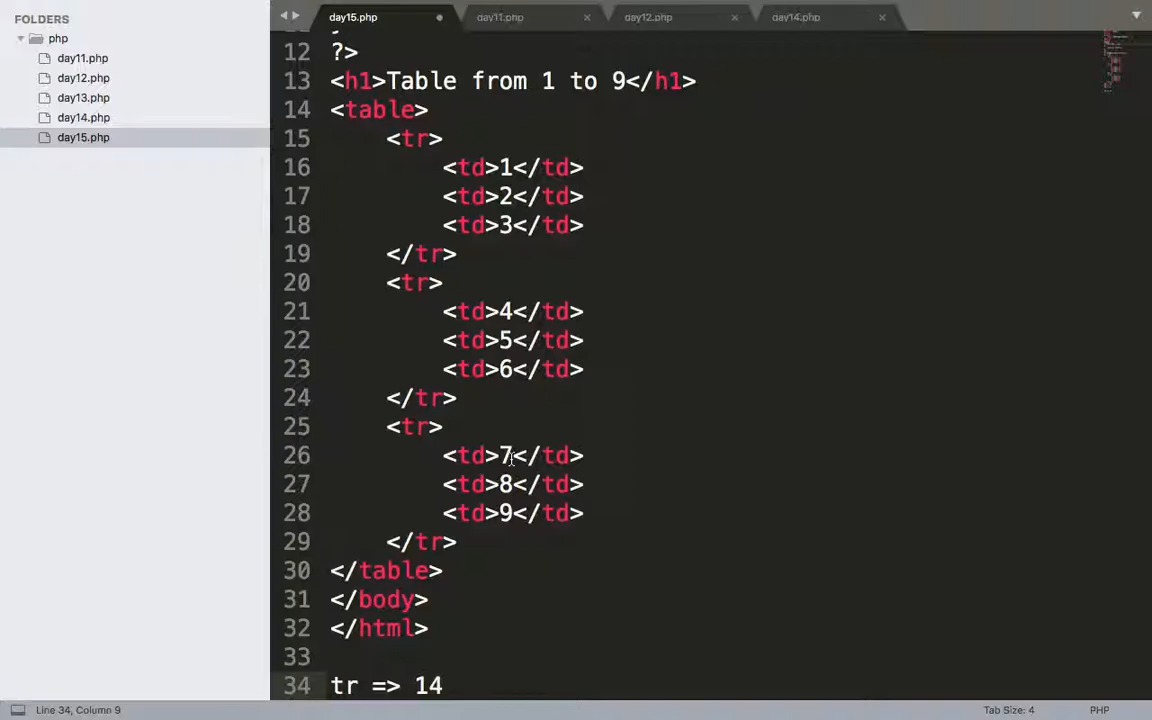 FOLDERS
php
day11.php
day12.php
day13.php
day14.php
day15.php
day15.php day11.php day12.php day14.php
12 ?>
13 <h1>Table from 1 to 9</h1>
14 <table>
15 <tr>
16 <td>1</td>
17 <td>2</td>
18 <td>3</td>
19 </tr>
20 <tr>
21 <td>4</td>
22 <td>5</td>
23 <td>6</td>
24 </tr>
25 <tr>
26 <td>7</td>
27 <td>8</td>
28 <td>9</td>
29 </tr>
30 </table>
31 </body>
32 </html>
33
34 tr => 14
Line 34, Column 9 Tab Size: 4 PHP